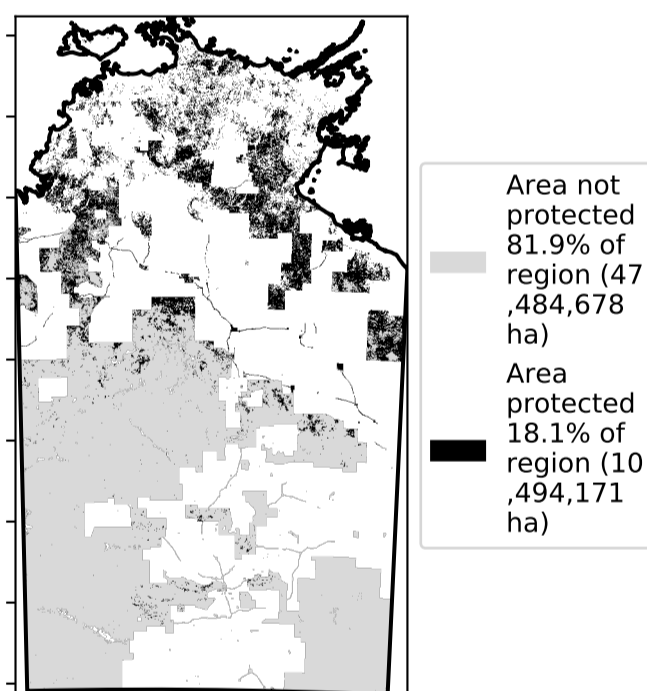 Area not
protected
81.9% of
region (47
,484,678
ha)
Area
protected
18.1% of
region (10
,494,171
ha)